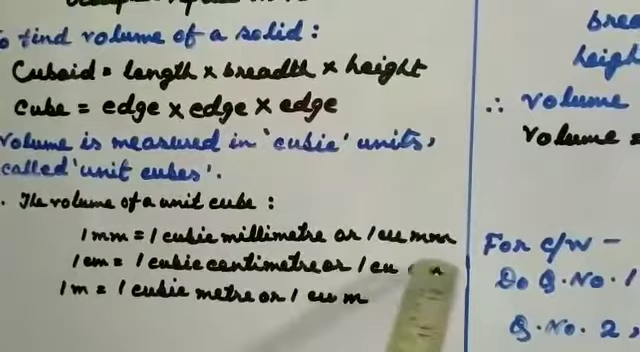 To find volume of a solid :
Cuboid = length × breadth × height
Cube = edge × edge × edge
Volume is measured in 'cubic' units,
called 'unit cubes'.
. The volume of a unit cube :
1 mm = 1 cubic millimetre or 1 cu mm
1 cm = 1 cubic centimetre or 1 cu
1 m = 1 cubic metre or 1 cu m
brea
heigh
∴ volume
volume =
For c/w –
Do Q. No. 1
Q. No. 2,